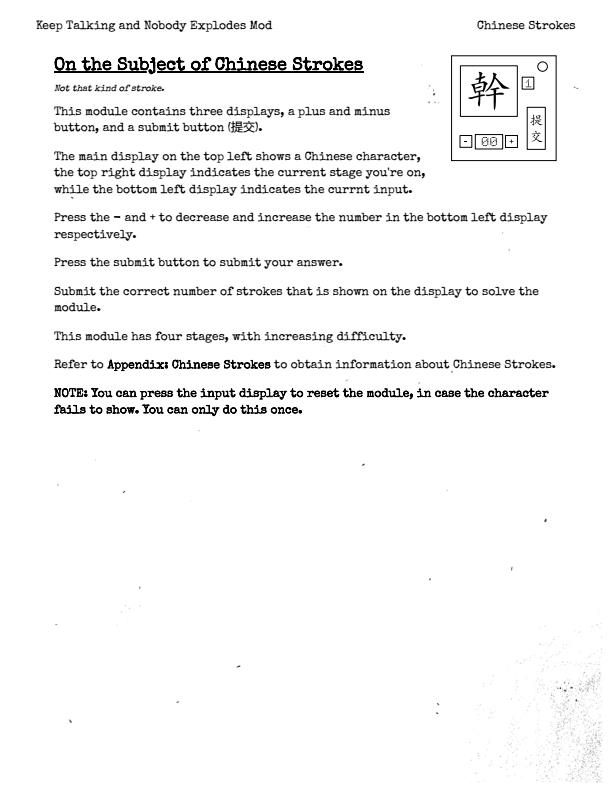 Keep Talking and Nobody Explodes Mod
Chinese Strokes
On the Subject of Chinese Strokes
Not that kind of stroke.
This module contains three displays, a plus and minus
button, and a submit button (提交).
The main display on the top left shows a Chinese character,
the top right display indicates the current stage you're on,
while the bottom left display indicates the currnt input.
幹
1
- 00 +
提
交
Press the - and + to decrease and increase the number in the bottom left display
respectively.
Press the submit button to submit your answer.
Submit the correct number of strokes that is shown on the display to solve the
module.
This module has four stages, with increasing difficulty.
Refer to Appendix: Chinese Strokes to obtain information about Chinese Strokes.
NOTE: You can press the input display to reset the module, in case the character
fails to show. You can only do this once.